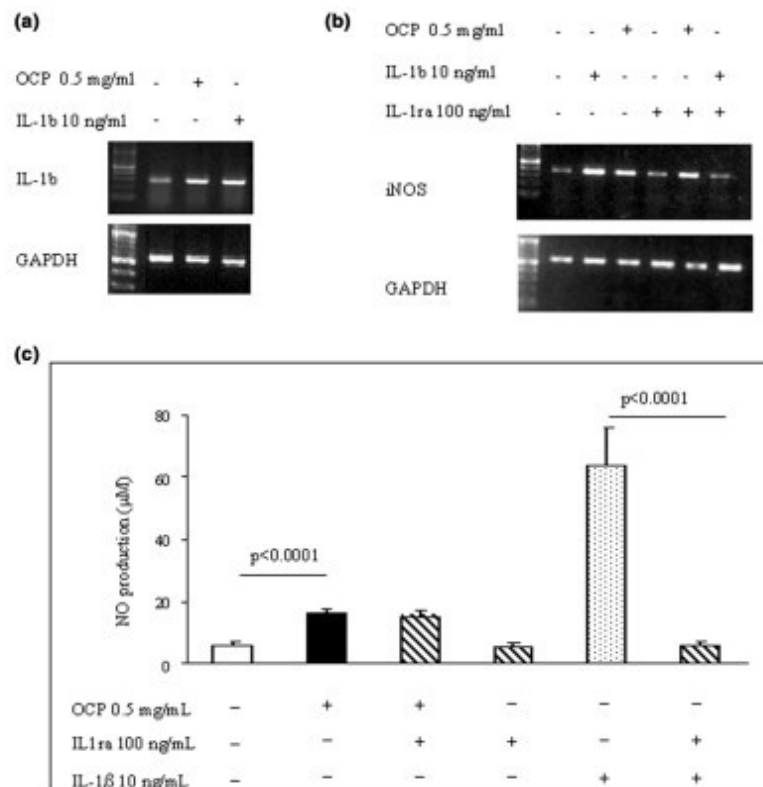 (a)
OCP 0.5 mg/ml - + -
IL-1b 10 ng/ml - - +
IL-1b
GAPDH
(b)
OCP 0.5 mg/ml - - + - + -
IL-1b 10 ng/ml - + - - - +
IL-1ra 100 ng/ml - - - + + +
iNOS
GAPDH
(c)
NO production (µM)
80
60
40
20
0
p<0.0001
p<0.0001
OCP 0.5 mg/mL – + + – – –
IL1ra 100 ng/mL – – + + – +
IL-1ß 10 ng/mL – – – – + +